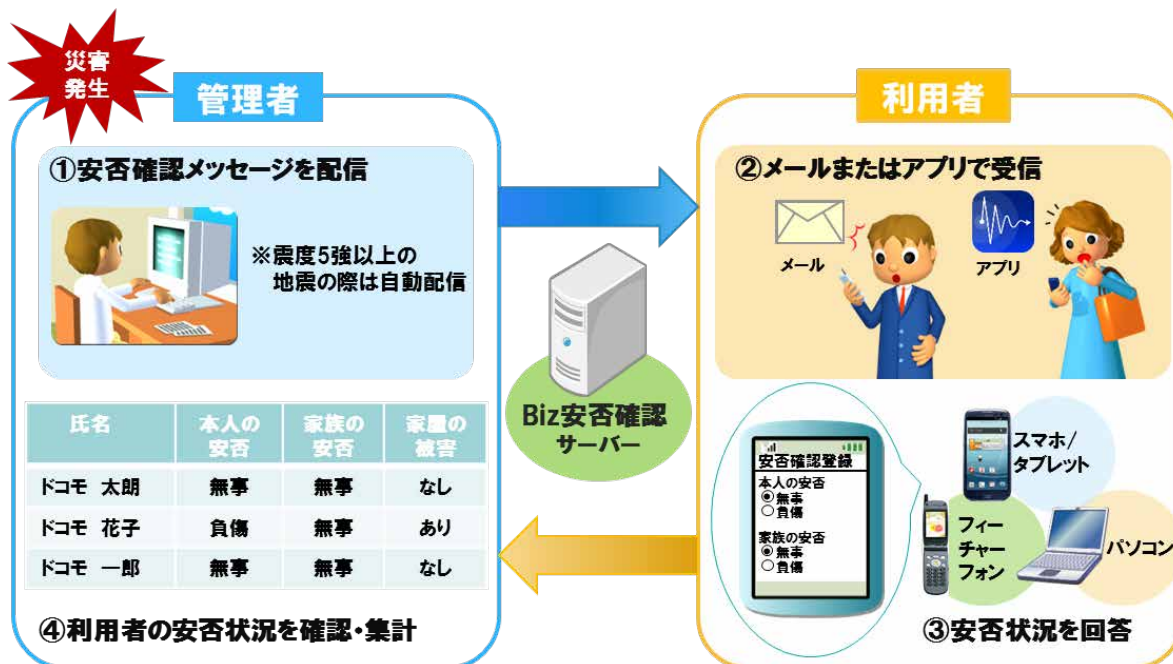 災害
発生
管理者
①安否確認メッセージを配信
※震度5強以上の
地震の際は自動配信
氏名 本人の安否 家族の安否 家屋の被害
ドコモ 太朗 無事 無事 なし
ドコモ 花子 負傷 無事 あり
ドコモ 一郎 無事 無事 なし
④利用者の安否状況を確認・集計
Biz安否確認
サーバー
利用者
②メールまたはアプリで受信
メール
アプリ
安否確認登録
本人の安否
無事
負傷
家族の安否
無事
負傷
スマホ/
タブレット
フィー
チャー
フォン
パソコン
③安否状況を回答